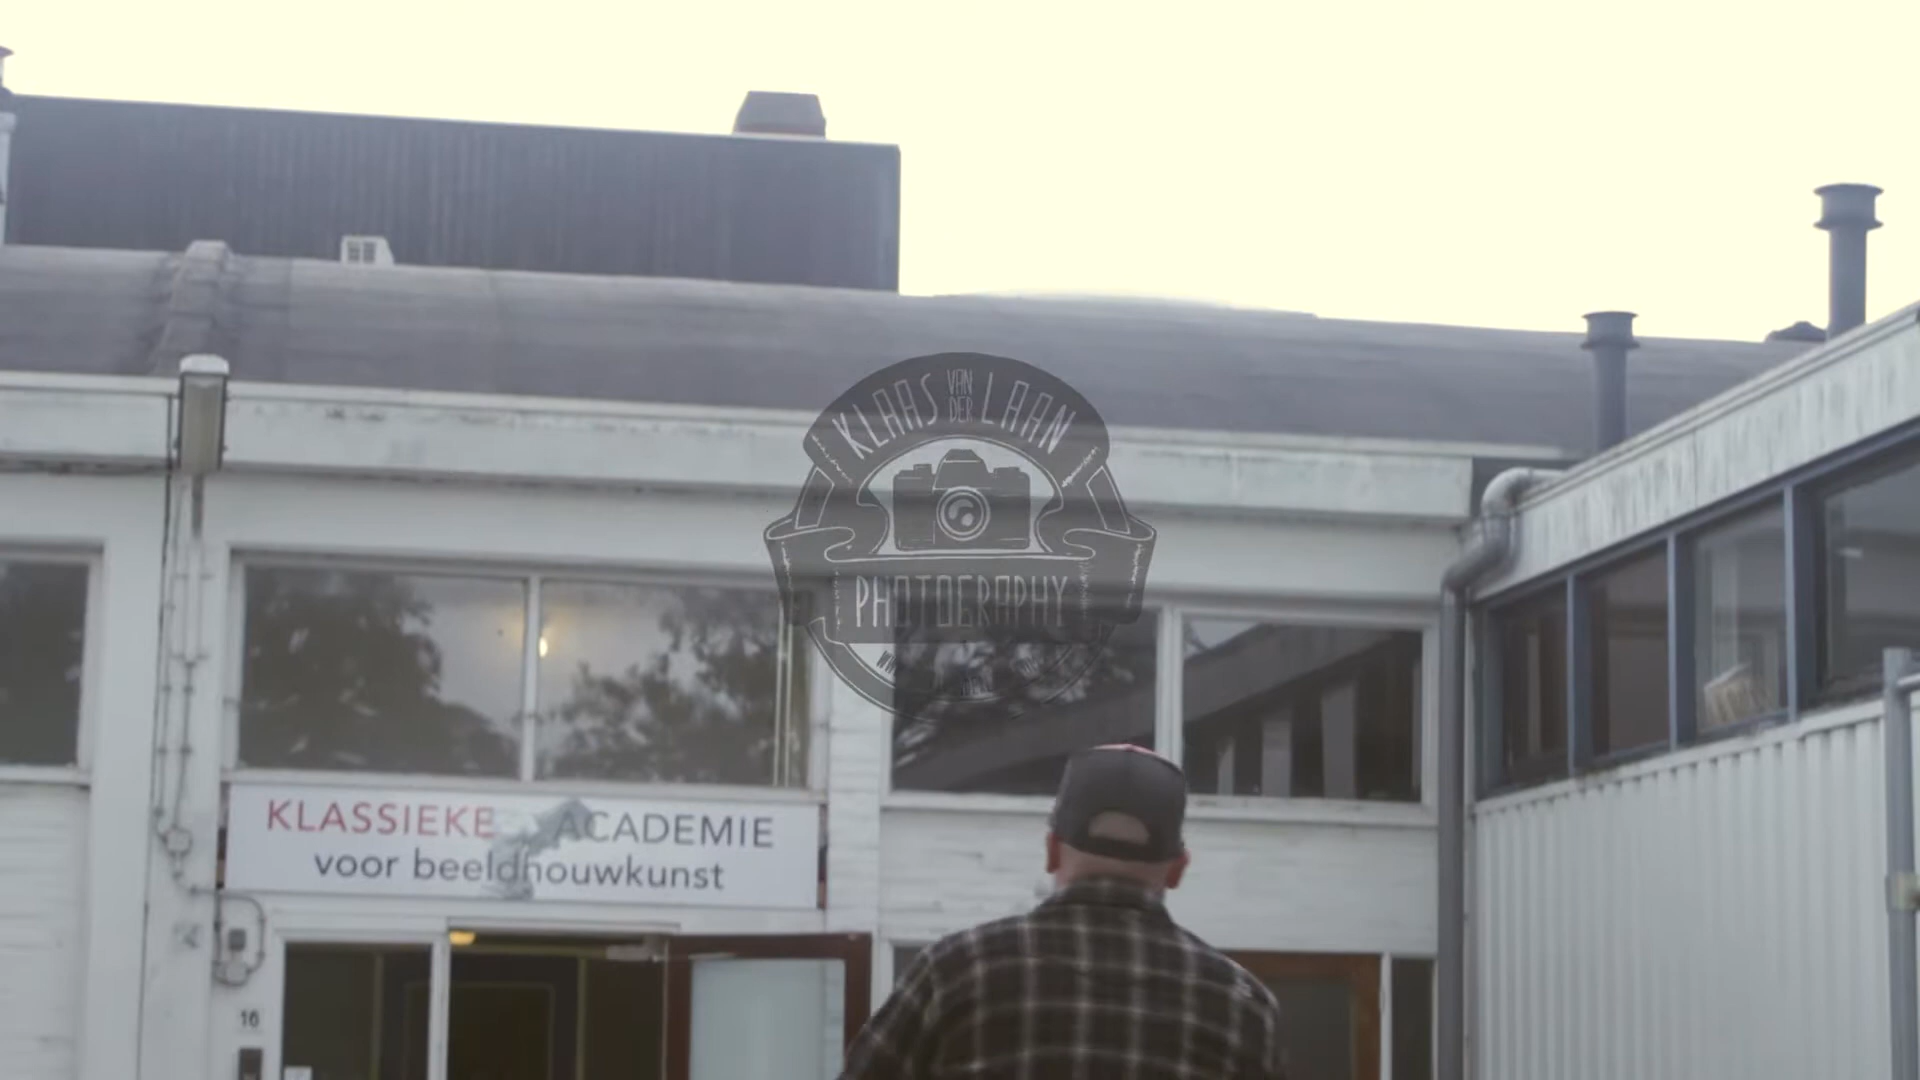 KLAAS VAN DER LAAN
PHOTOGRAPHY
KLASSIEKE ACADEMIE
voor beeldhouwkunst
16